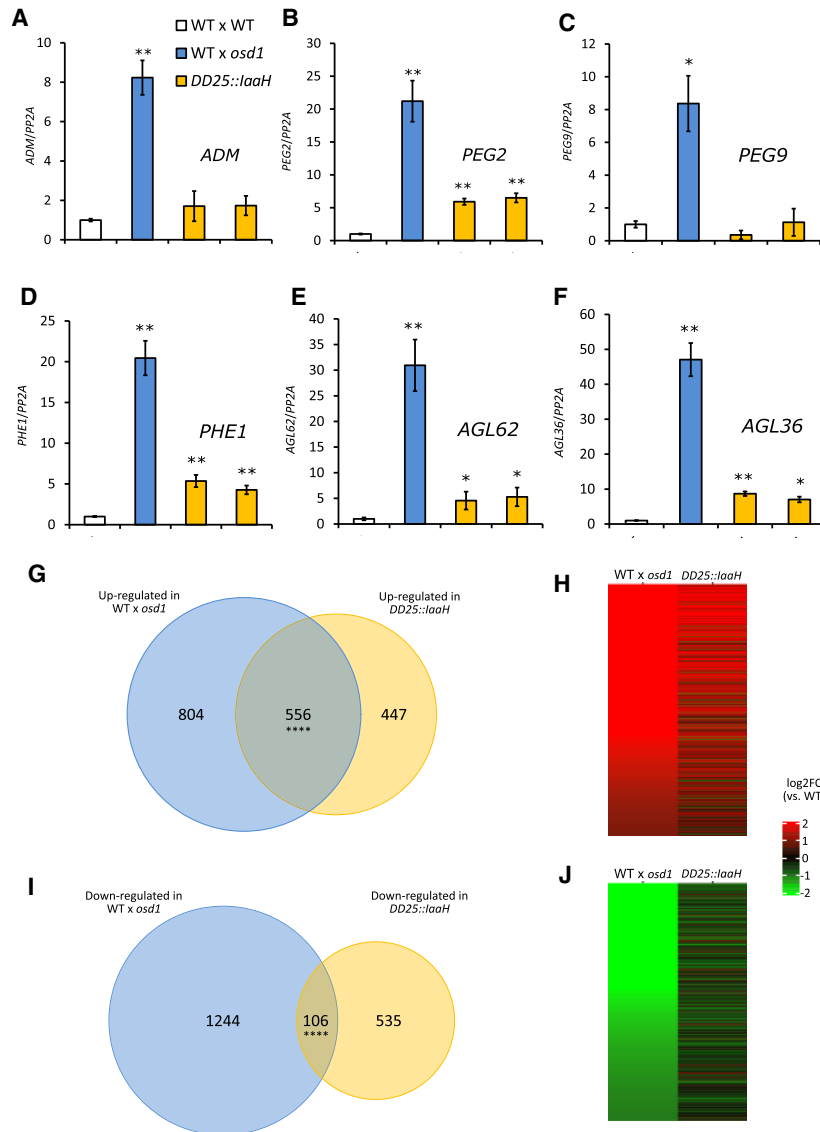 A
WT x WT
WT x osd1
DD25::IaaH
ADM/PP2A
10
8
6
4
2
0
**
ADM
B
PEG2/PP2A
30
25
20
15
10
5
0
**
**
**
PEG2
C
PEG9/PP2A
12
10
8
6
4
2
0
*
PEG9
D
PHE1/PP2A
25
20
15
10
5
0
**
**
**
PHE1
E
AGL62/PP2A
40
35
30
25
20
15
10
5
0
**
*
*
AGL62
F
AGL36/PP2A
60
50
40
30
20
10
0
**
**
*
AGL36
G
Up-regulated in
WT x osd1
Up-regulated in
DD25::IaaH
804
556
****
447
H
WT x osd1 DD25::IaaH
log2FC
(vs. WT
2
1
0
-1
-2
I
Down-regulated in
WT x osd1
Down-regulated in
DD25::IaaH
1244
106
****
535
J
WT x osd1 DD25::IaaH